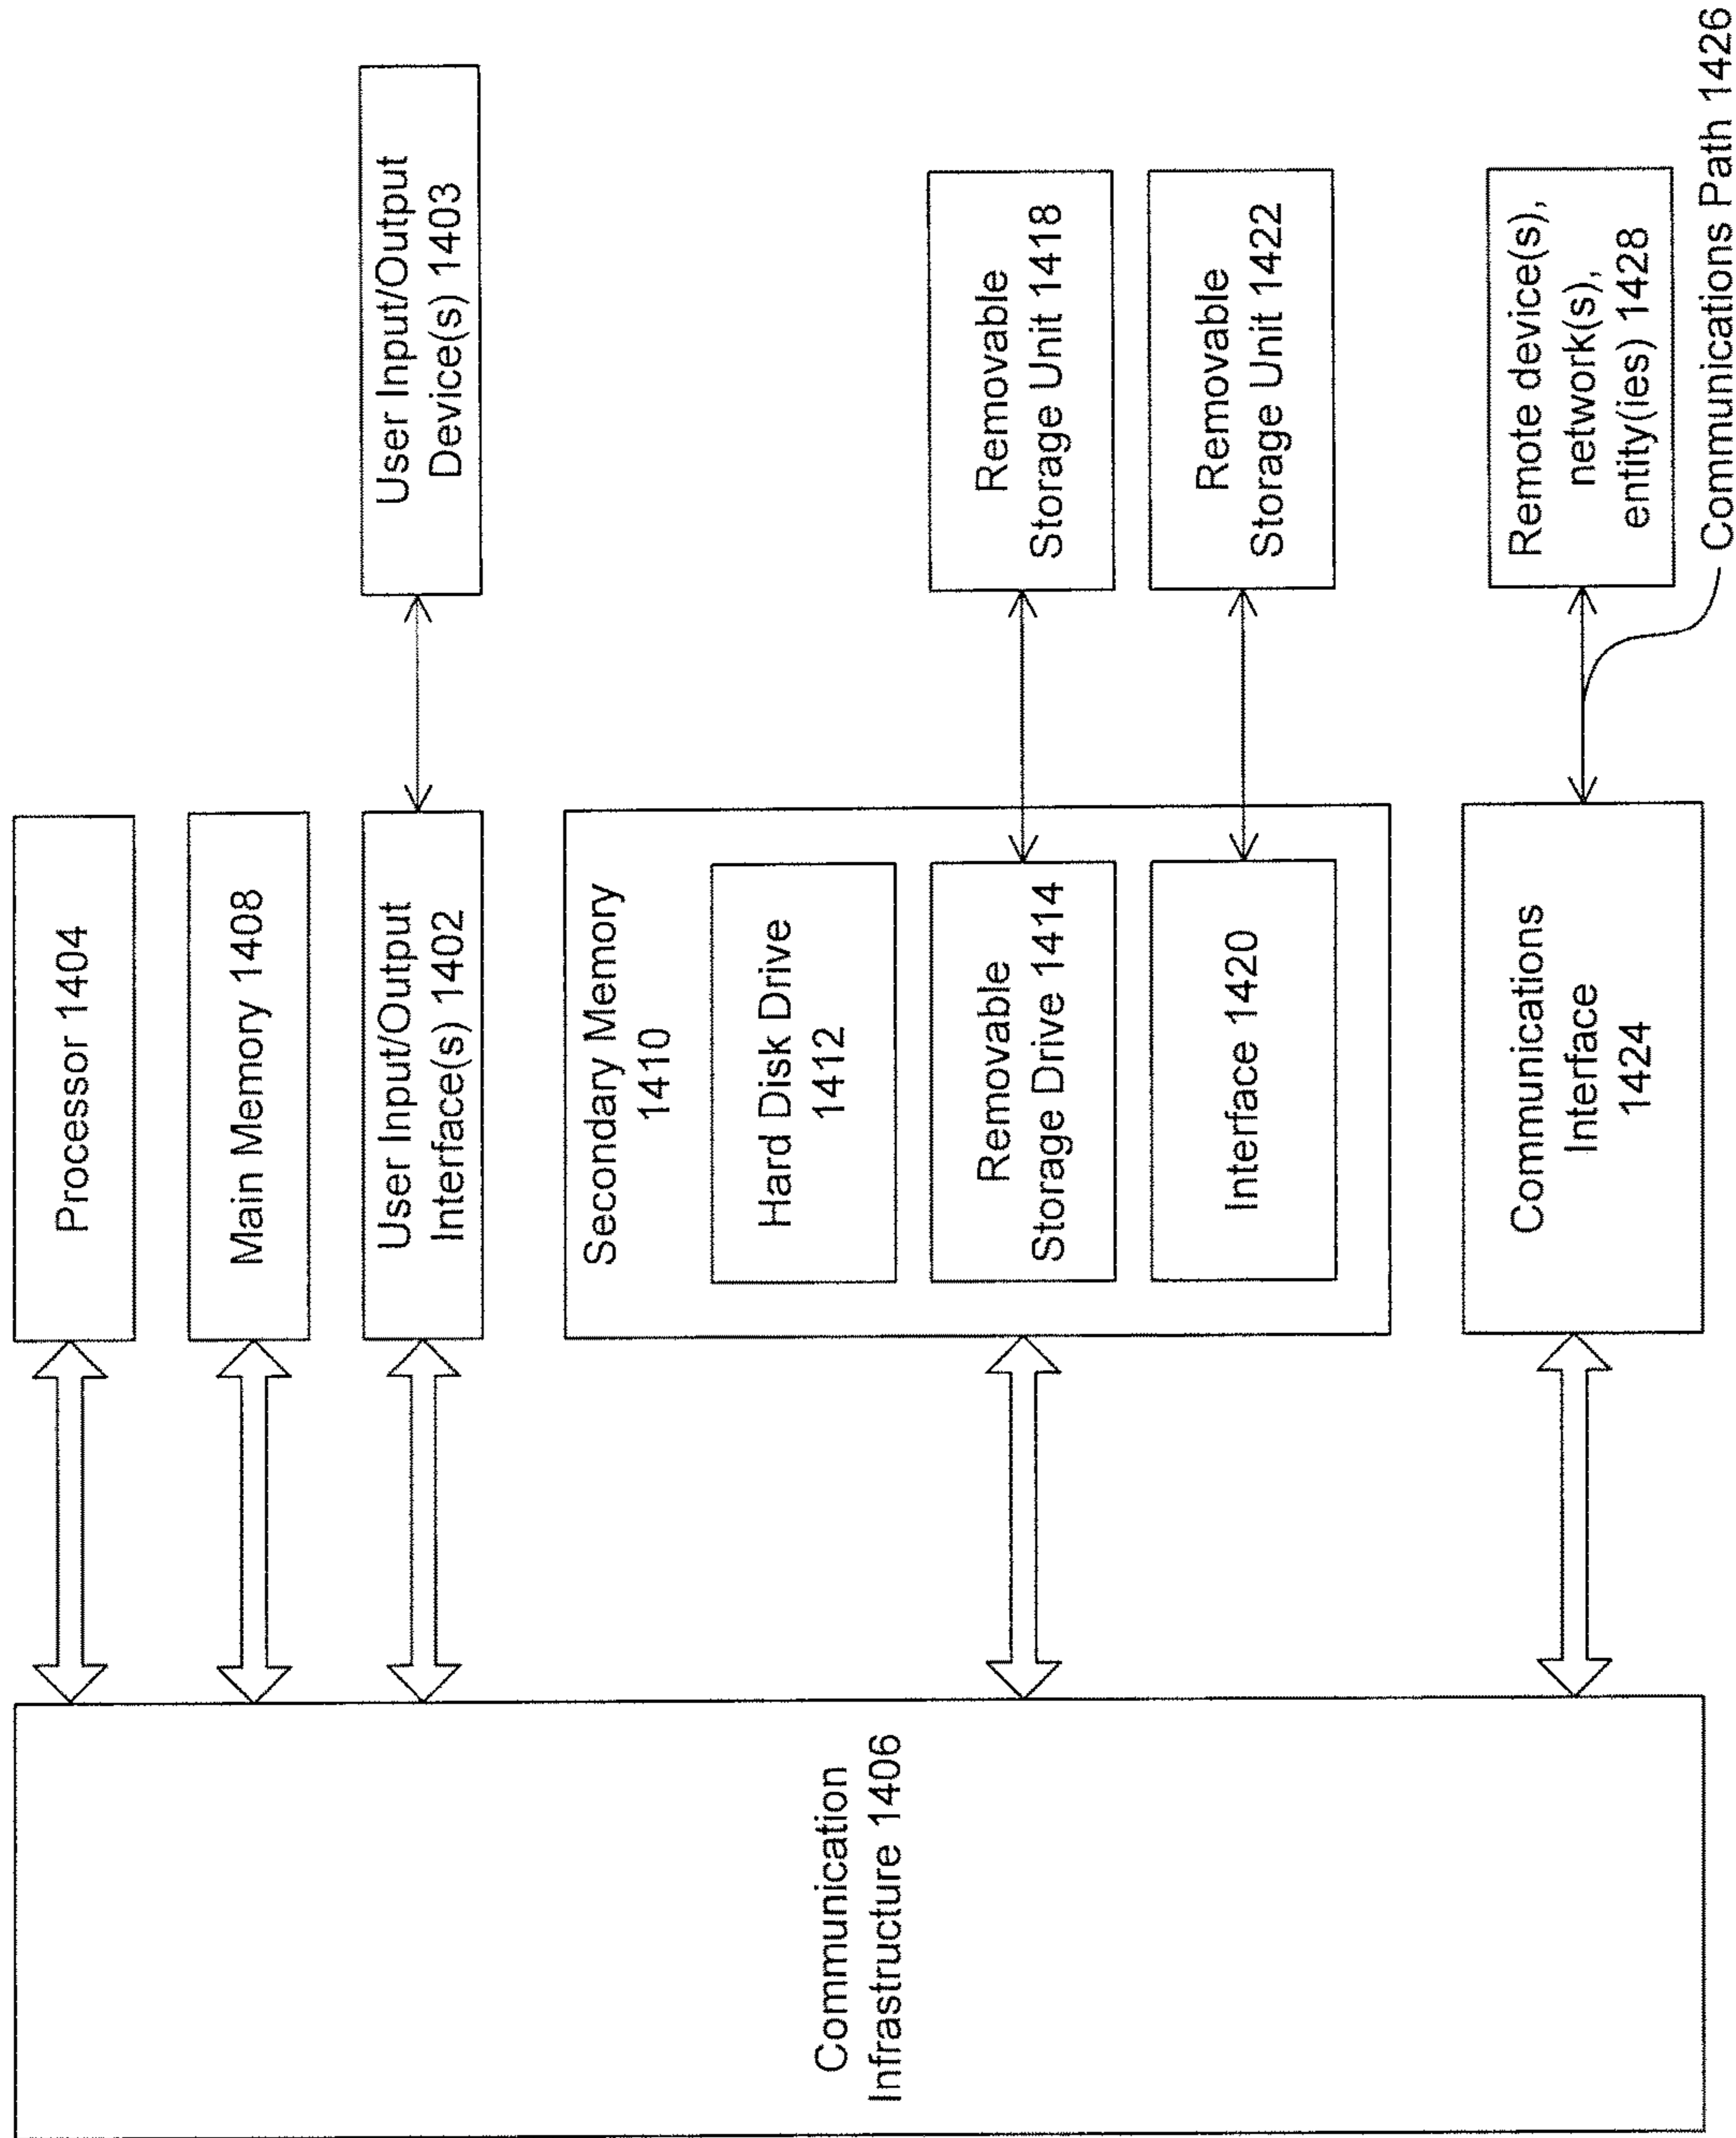 Processor 1404
Main Memory 1408
User Input/Output
Interface(s) 1402
User Input/Output
Device(s) 1403
Secondary Memory
1410
Hard Disk Drive
1412
Removable
Storage Drive 1414
Removable
Storage Unit 1418
Interface 1420
Removable
Storage Unit 1422
Communications
Interface
1424
Remote device(s),
network(s),
entity(ies) 1428
Communications Path 1426
Communication
Infrastructure 1406